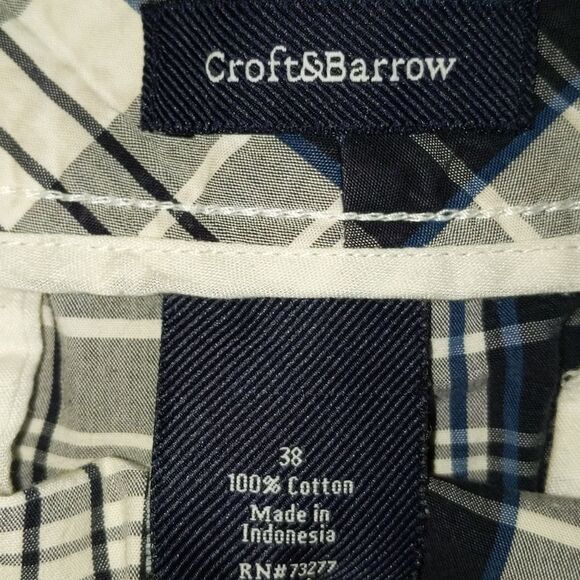 Croft&Barrow
38
100% Cotton
Made in
Indonesia
RN#73277